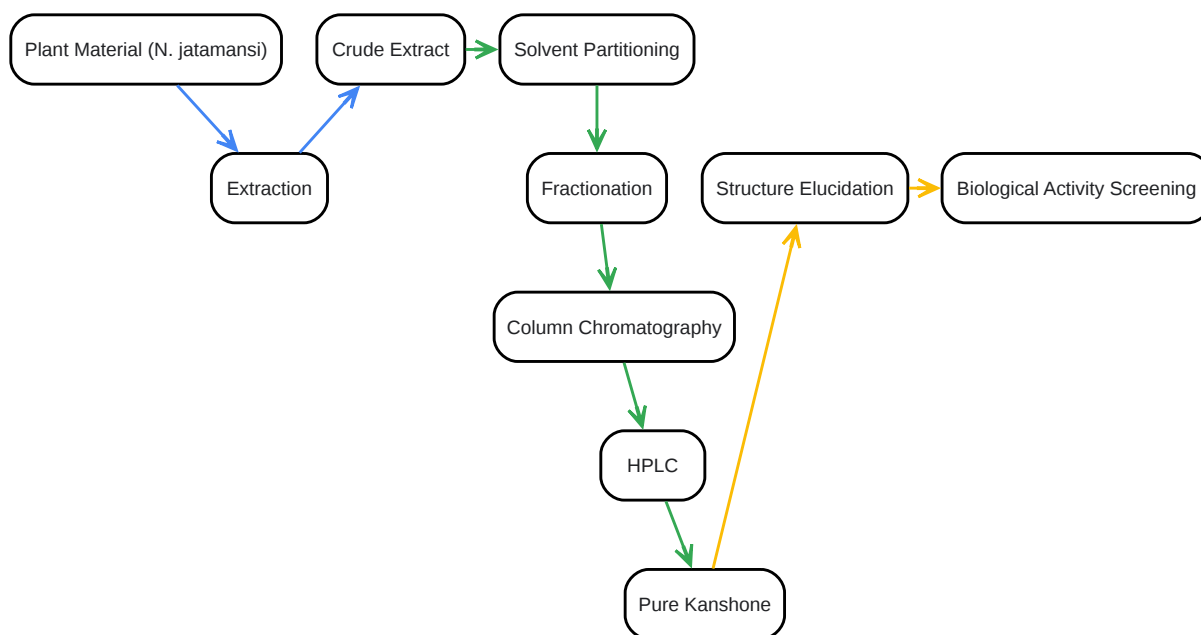 Plant Material (N. jatamansi)
Crude Extract
Solvent Partitioning
Extraction
Fractionation
Structure Elucidation
Biological Activity Screening
Column Chromatography
HPLC
Pure Kanshone